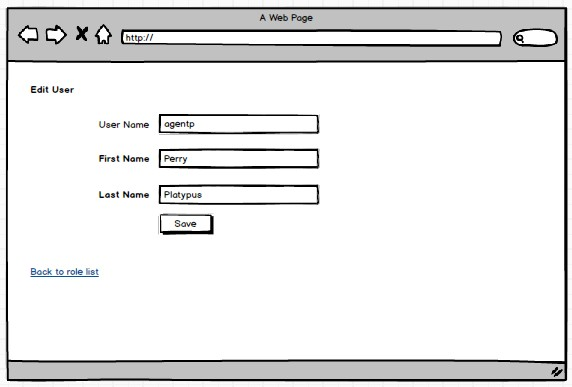 A Web Page
http://
Edit User
User Name agentp
First Name Perry
Last Name Platypus
Save
Back to role list